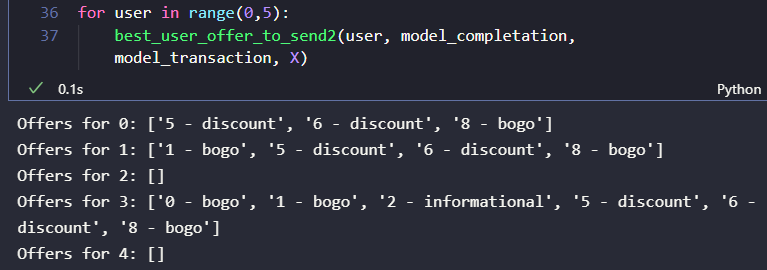 36 for user in range(0,5):
37 best_user_offer_to_send2(user, model_completation,
model_transaction, X)
✓ 0.1s Python
Offers for 0: ['5 - discount', '6 - discount', '8 - bogo']
Offers for 1: ['1 - bogo', '5 - discount', '6 - discount', '8 - bogo']
Offers for 2: []
Offers for 3: ['0 - bogo', '1 - bogo', '2 - informational', '5 - discount', '6 -
discount', '8 - bogo']
Offers for 4: []